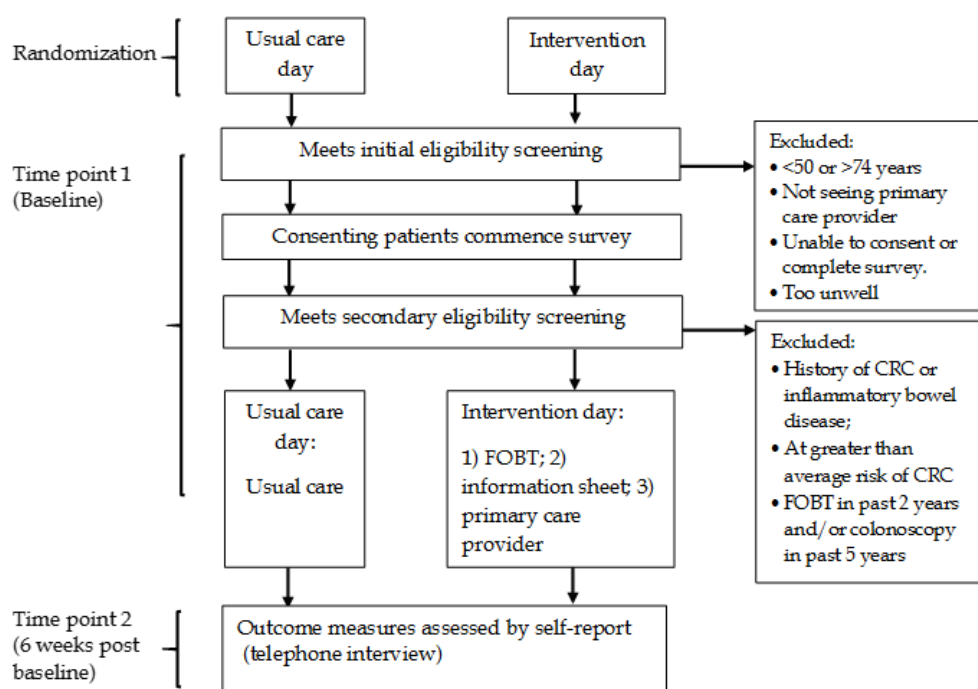 Randomization
Usual care
day
Intervention
day
Time point 1
(Baseline)
Meets initial eligibility screening
Excluded:
• <50 or >74 years
• Not seeing primary
care provider
• Unable to consent or
complete survey.
• Too unwell
Consenting patients commence survey
Meets secondary eligibility screening
Excluded:
• History of CRC or
inflammatory bowel
disease;
• At greater than
average risk of CRC
• FOBT in past 2 years
and/or colonoscopy
in past 5 years
Usual care
day:
Usual care
Intervention day:
1) FOBT; 2)
information sheet; 3)
primary care
provider
Time point 2
(6 weeks post
baseline)
Outcome measures assessed by self-report
(telephone interview)